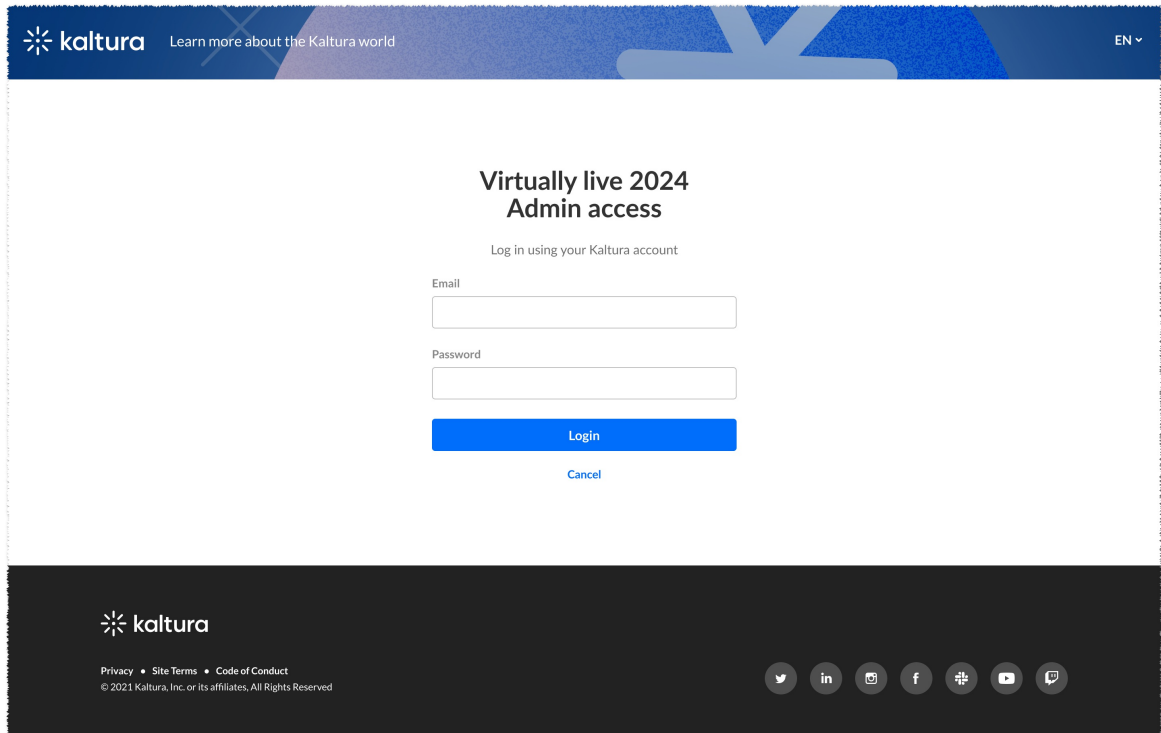 kaltura Learn more about the Kaltura world EN
Virtually live 2024
Admin access
Log in using your Kaltura account
Email
Password
Login
Cancel
kaltura
Privacy • Site Terms • Code of Conduct
© 2021 Kaltura, Inc. or its affiliates, All Rights Reserved